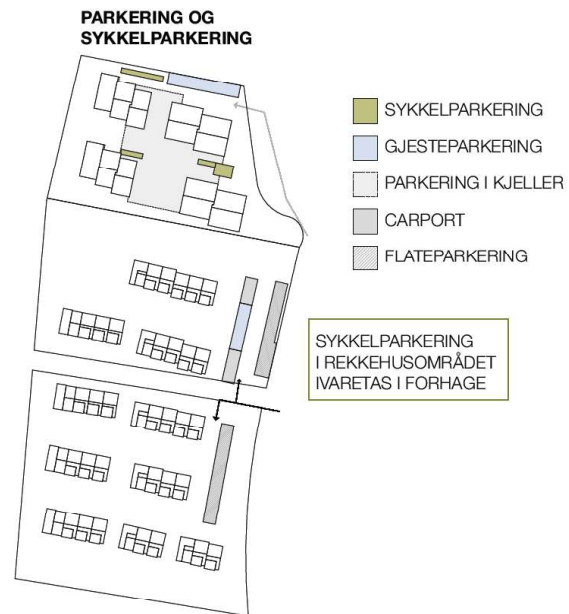 PARKERING OG
SYKKELPARKERING
SYKKELPARKERING
GJESTEPARKERING
PARKERING I KJELLER
CARPORT
FLATEPARKERING
SYKKELPARKERING
I REKKEHUSOMRÅDET
IVARETAS I FORHAGE